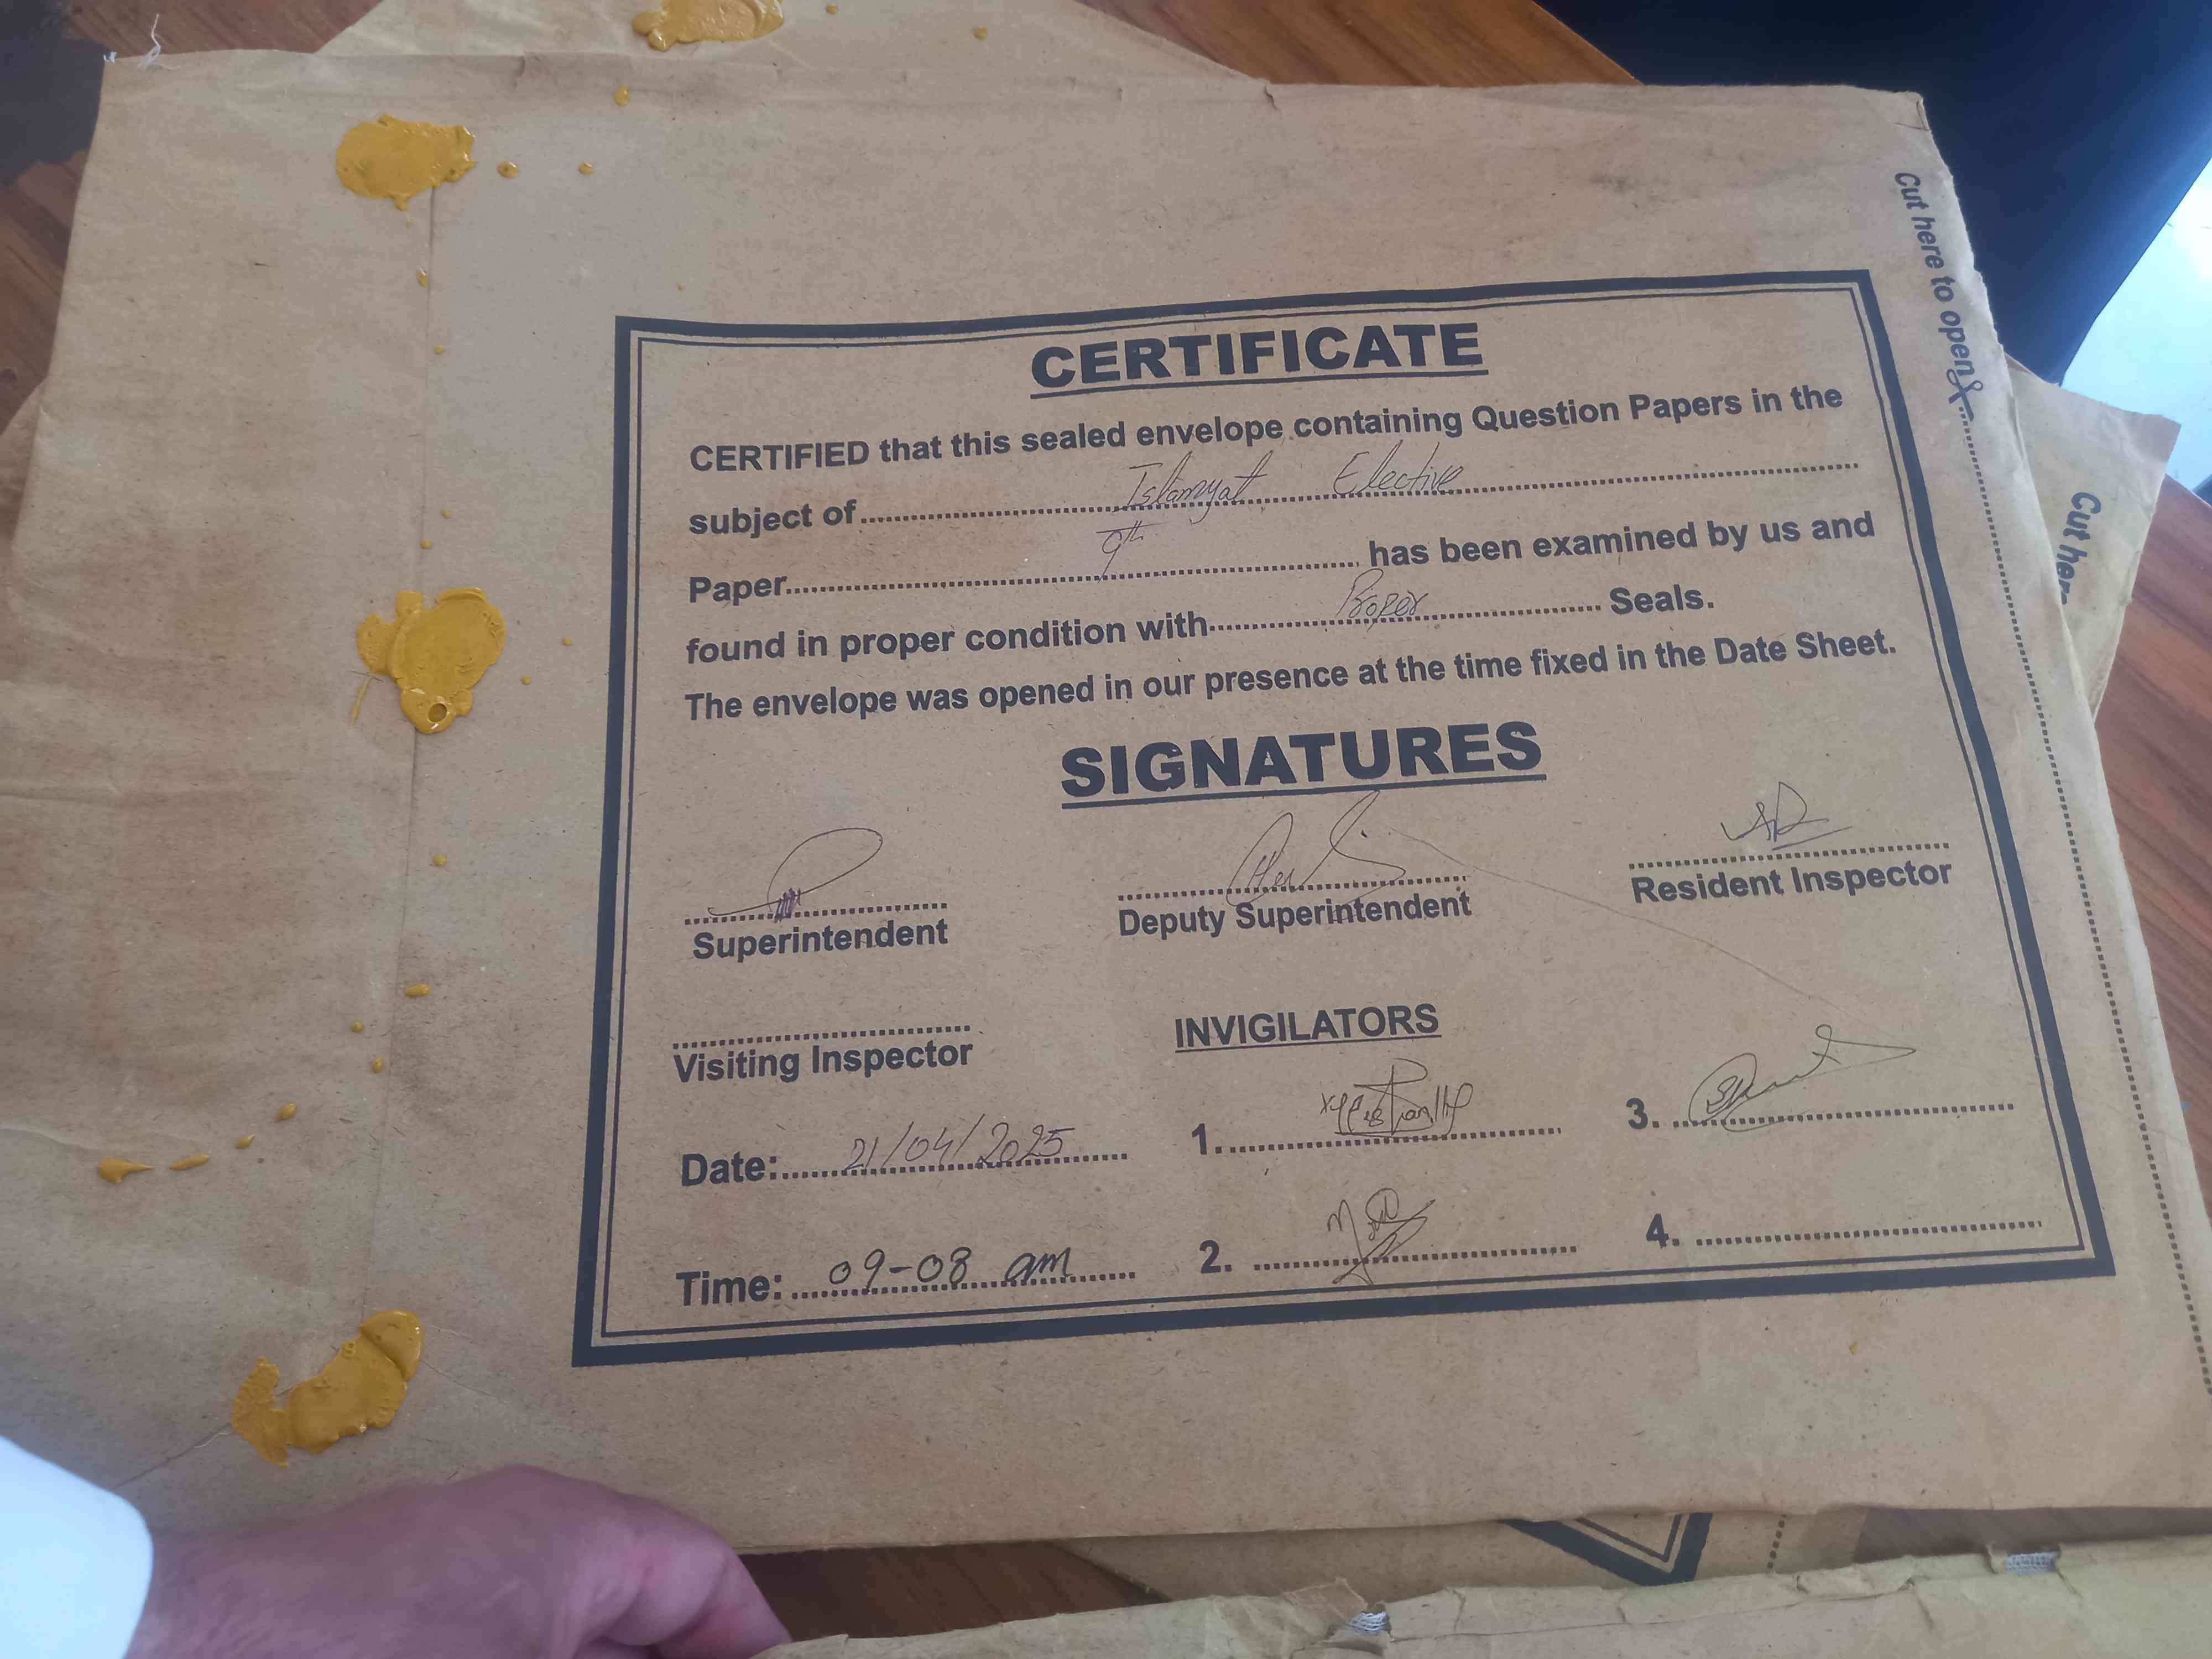 Cut here to open
CERTIFICATE
CERTIFIED that this sealed envelope containing Question Papers in the
subject of Islamyat Elective
Paper 9th has been examined by us and
found in proper condition with Proper Seals.
The envelope was opened in our presence at the time fixed in the Date Sheet.
SIGNATURES
Superintendent
Deputy Superintendent
Resident Inspector
Visiting Inspector
INVIGILATORS
Date: 21/04/2025
1.
3.
Time: 09-08 am
2.
4.
Cut